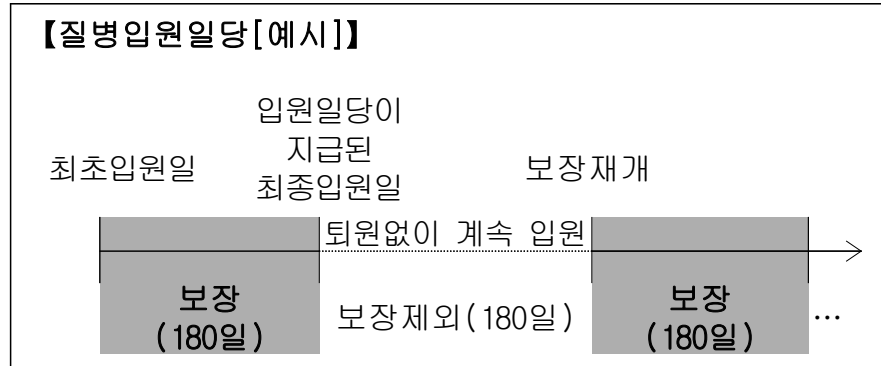 【질병입원일당[예시]】
입원일당이
지급된
최종입원일
최초입원일
보장재개
퇴원없이 계속 입원
보장
(180일)
보장제외(180일)
보장
(180일)
…